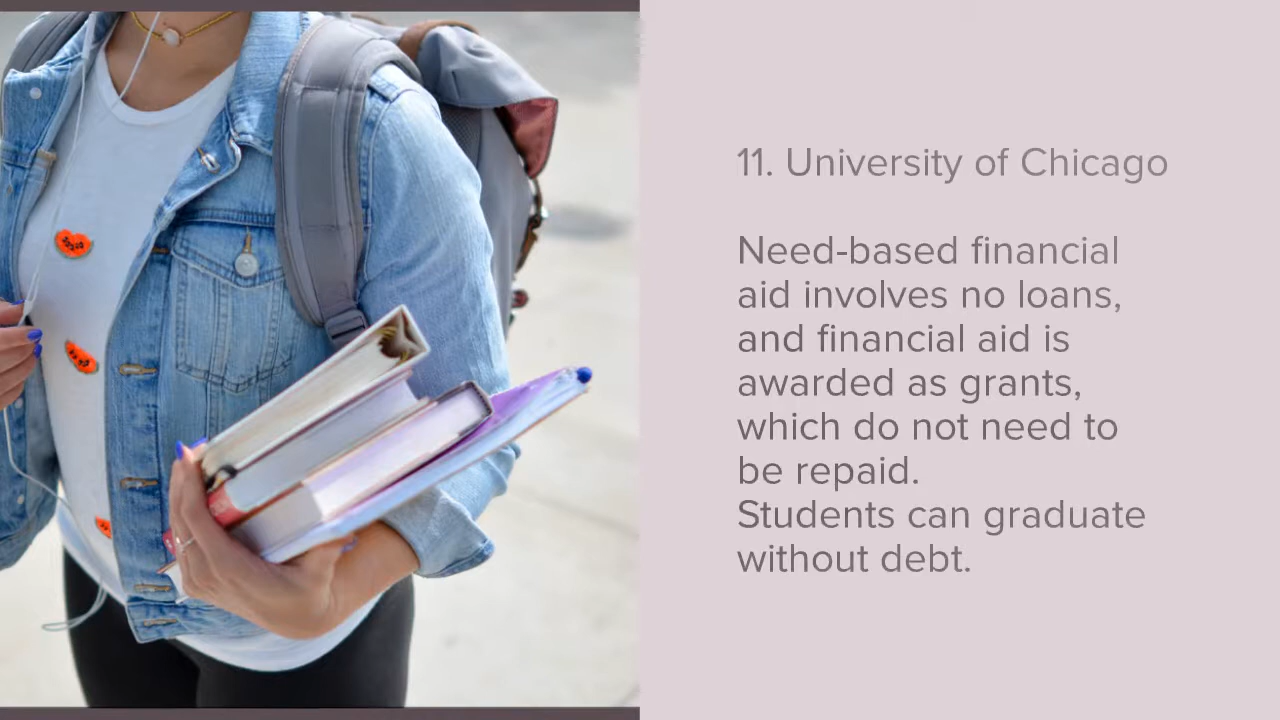 11. University of Chicago
Need-based financial
aid involves no loans,
and financial aid is
awarded as grants,
which do not need to
be repaid.
Students can graduate
without debt.